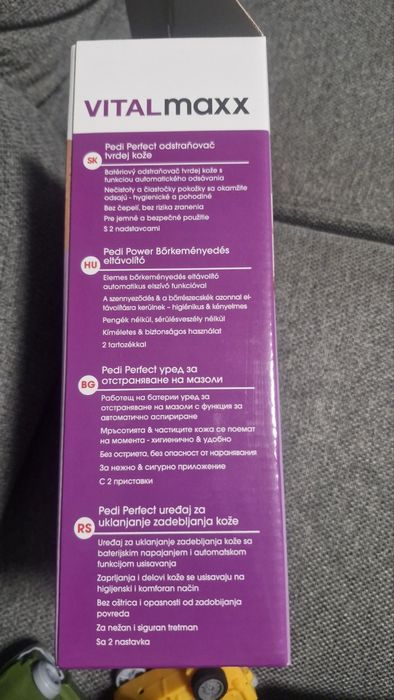 VITALmaxx
SK
Pedi Perfect odstraňovač
tvrdej kože
Batériový odstraňovač tvrdej kože s
funkciou automatického odsávania
Nečistoty a čiastočky pokožky sa okamžite
odsajú - hygienické a pohodlné
Bez čepelí, bez rizika zranenia
Pre jemné a bezpečné použitie
S 2 nadstavcami
HU
Pedi Power Bőrkeményedés
eltávolító
Elemes bőrkeményedés eltávolító
automatikus elszívó funkcióval
A szennyeződés & a bőrrészecskék azonnal el-
távolításra kerülnek – higiénikus & kényelmes
Pengék nélkül, sérülésveszély nélkül
Kíméletes & biztonságos használat
2 tartozékkal
BG
Pedi Perfect уред за
отстраняване на мазоли
Работещ на батерии уред за
отстраняване на мазоли с функция за
автоматично аспириране
Мръсотията & частиците кожа се поемат
на момента - хигиенично & удобно
Без остриета, без опасност от наранявания
За нежно & сигурно приложение
С 2 приставки
RS
Pedi Perfect uređaj za
uklanjanje zadebljanja kože
Uređaj za uklanjanje zadebljanja kože sa
baterijskim napajanjem i automatskom
funkcijom usisavanja
Zaprljanja i delovi kože se usisavaju na
higijenski i komforan način
Bez oštrica i opasnosti od zadobijanja
povreda
Za nežan i siguran tretman
Sa 2 nastavka